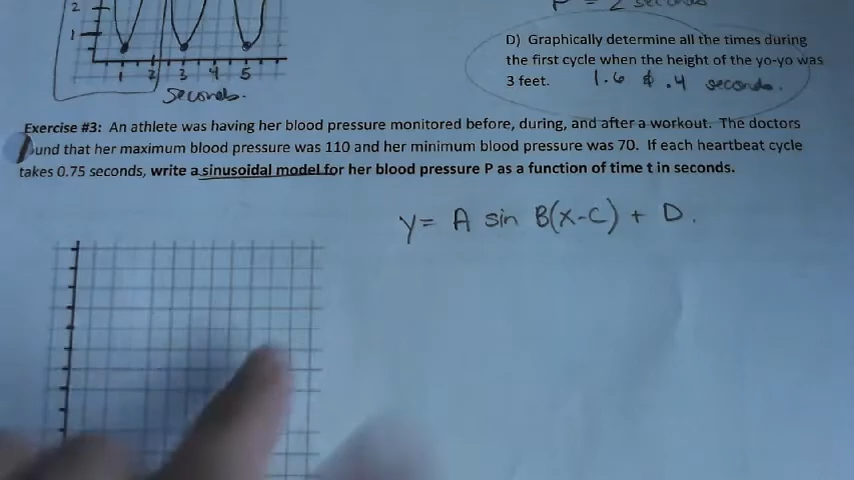 P = 2 seconds
2
1
1 2 3 4 5
Seconds.
D) Graphically determine all the times during
the first cycle when the height of the yo-yo was
3 feet. 1.6 & .4 seconds.
Exercise #3: An athlete was having her blood pressure monitored before, during, and after a workout. The doctors
und that her maximum blood pressure was 110 and her minimum blood pressure was 70. If each heartbeat cycle
takes 0.75 seconds, write a sinusoidal model for her blood pressure P as a function of time t in seconds.
y = A sin B(x-C) + D.